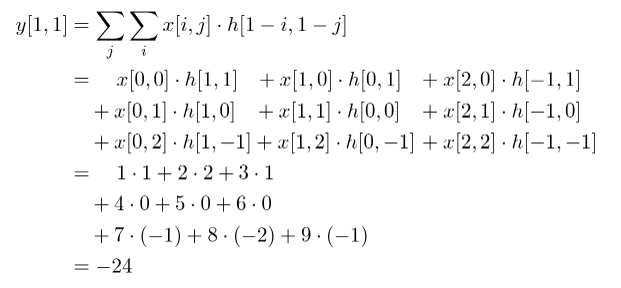 y[1,1] = ∑_j ∑_i x[i,j] · h[1 − i, 1 − j]
= x[0,0] · h[1,1] + x[1,0] · h[0,1] + x[2,0] · h[−1,1]
+ x[0,1] · h[1,0] + x[1,1] · h[0,0] + x[2,1] · h[−1,0]
+ x[0,2] · h[1,−1] + x[1,2] · h[0,−1] + x[2,2] · h[−1,−1]
= 1 · 1 + 2 · 2 + 3 · 1
+ 4 · 0 + 5 · 0 + 6 · 0
+ 7 · (−1) + 8 · (−2) + 9 · (−1)
= −24